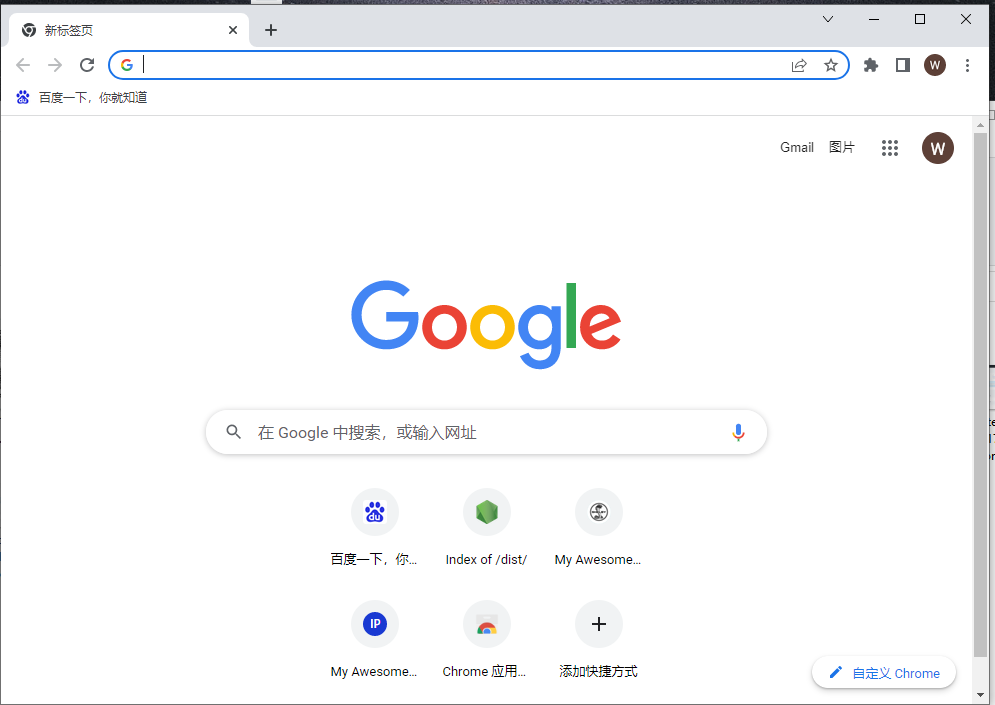 新标签页
W
百度一下，你就知道
Gmail 图片
W
Google
在 Google 中搜索，或输入网址
du
百度一下，你... Index of /dist/ My Awesome...
IP
My Awesome... Chrome 应用... 添加快捷方式
自定义 Chrome